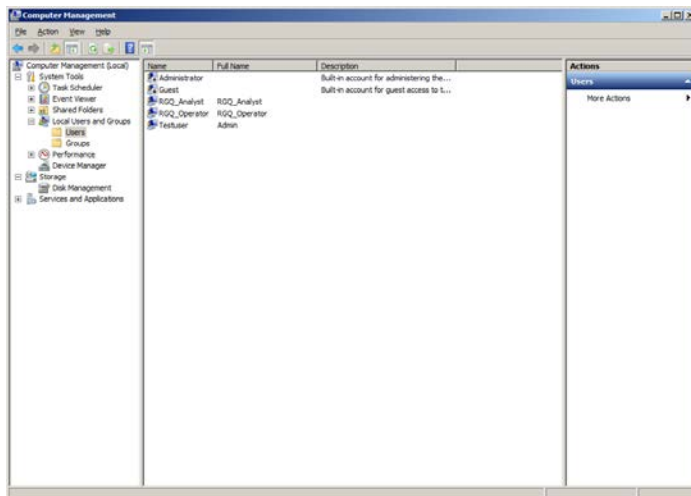 Computer Management
File Action View Help
Computer Management (Local)
System Tools
Task Scheduler
Event Viewer
Shared Folders
Local Users and Groups
Users
Groups
Performance
Device Manager
Storage
Disk Management
Services and Applications
Name Full Name Description
Administrator Built-in account for administering the...
Guest Built-in account for guest access to t...
RGQ_Analyst RGQ_Analyst
RGQ_Operator RGQ_Operator
Testuser Admin
Actions
Users
More Actions